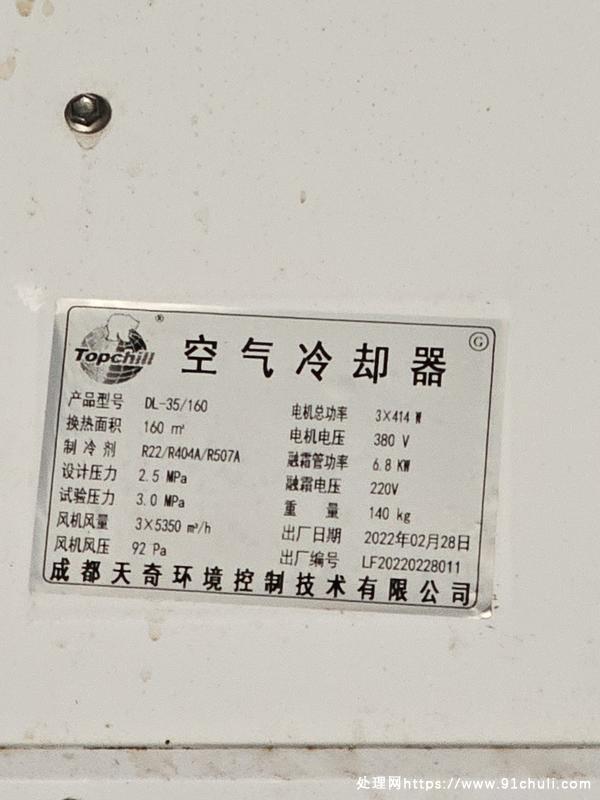 Topchill ® 空气冷却器 G
产品型号 DL-35/160 电机总功率 3×414 W
换热面积 160 m² 电机电压 380 V
制冷剂 R22/R404A/R507A 融霜管功率 6.8 KW
设计压力 2.5 MPa 融霜电压 220V
试验压力 3.0 MPa 重量 140 kg
风机风量 3×5350 m³/h 出厂日期 2022年02月28日
风机风压 92 Pa 出厂编号 LF20220228011
成都天奇环境控制技术有限公司
处理网https://www.91chuli.com